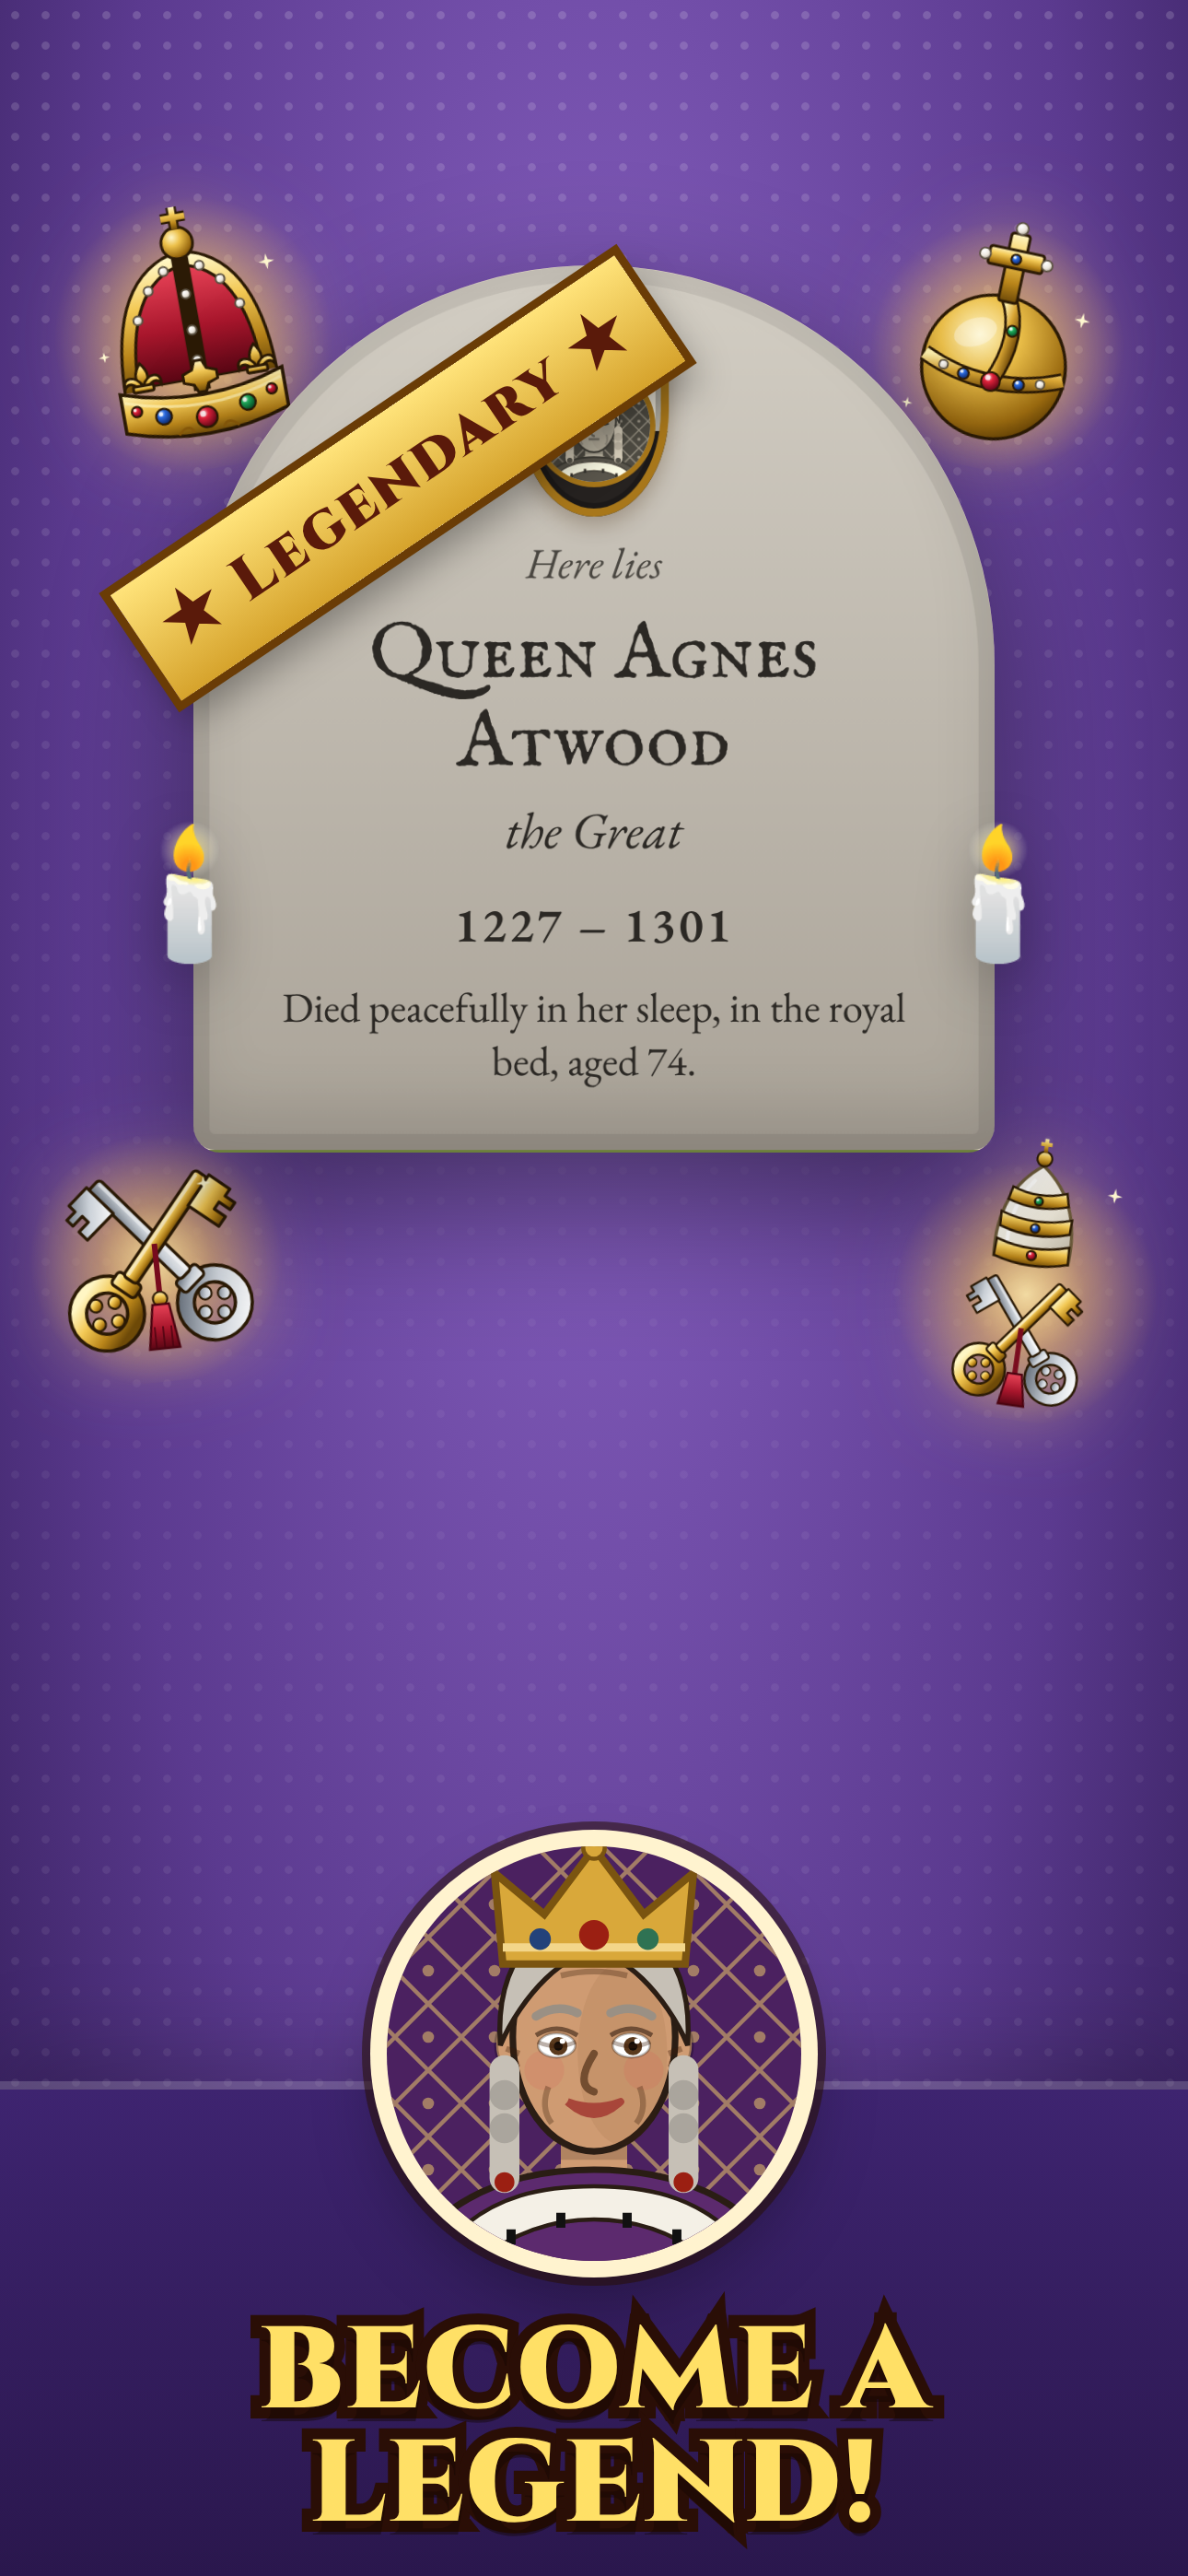 ★ LEGENDARY ★
Here lies
Queen Agnes
Atwood
the Great
1227 – 1301
Died peacefully in her sleep, in the royal
bed, aged 74.
BECOME A
LEGEND!